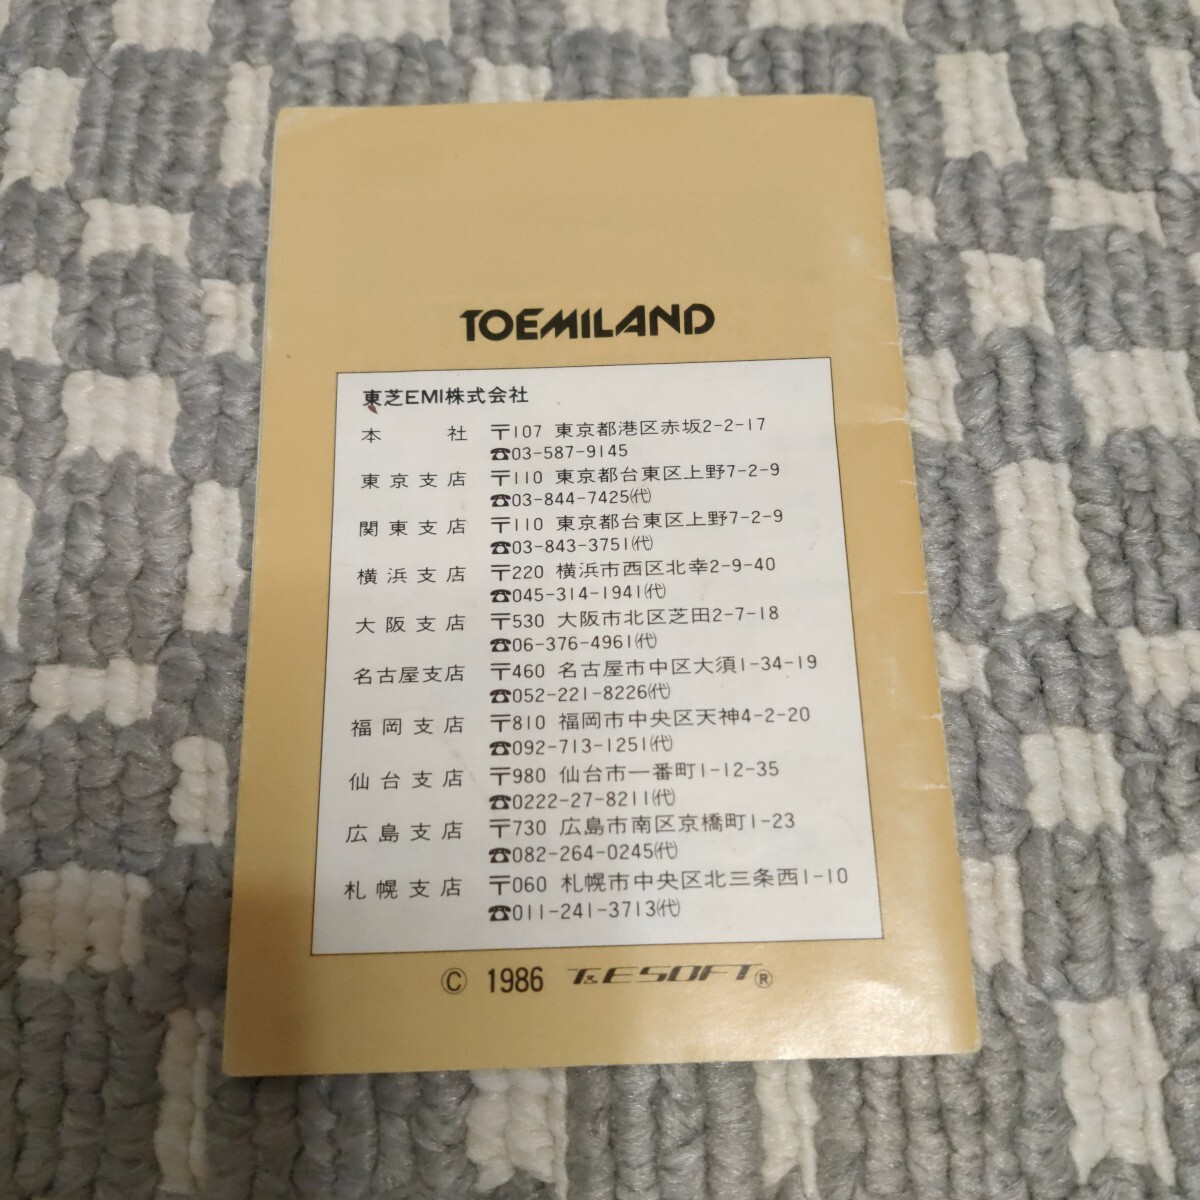 TOEMILAND
東芝EMI株式会社
本社 〒107 東京都港区赤坂2-2-17
☎03-587-9145
東京支店 〒110 東京都台東区上野7-2-9
☎03-844-7425㈹
関東支店 〒110 東京都台東区上野7-2-9
☎03-843-3751㈹
横浜支店 〒220 横浜市西区北幸2-9-40
☎045-314-1941㈹
大阪支店 〒530 大阪市北区芝田2-7-18
☎06-376-4961㈹
名古屋支店 〒460 名古屋市中区大須1-34-19
☎052-221-8226㈹
福岡支店 〒810 福岡市中央区天神4-2-20
☎092-713-1251㈹
仙台支店 〒980 仙台市一番町1-12-35
☎0222-27-8211㈹
広島支店 〒730 広島市南区京橋町1-23
☎082-264-0245㈹
札幌支店 〒060 札幌市中央区北三条西1-10
☎011-241-3713㈹
© 1986 T&E SOFT®